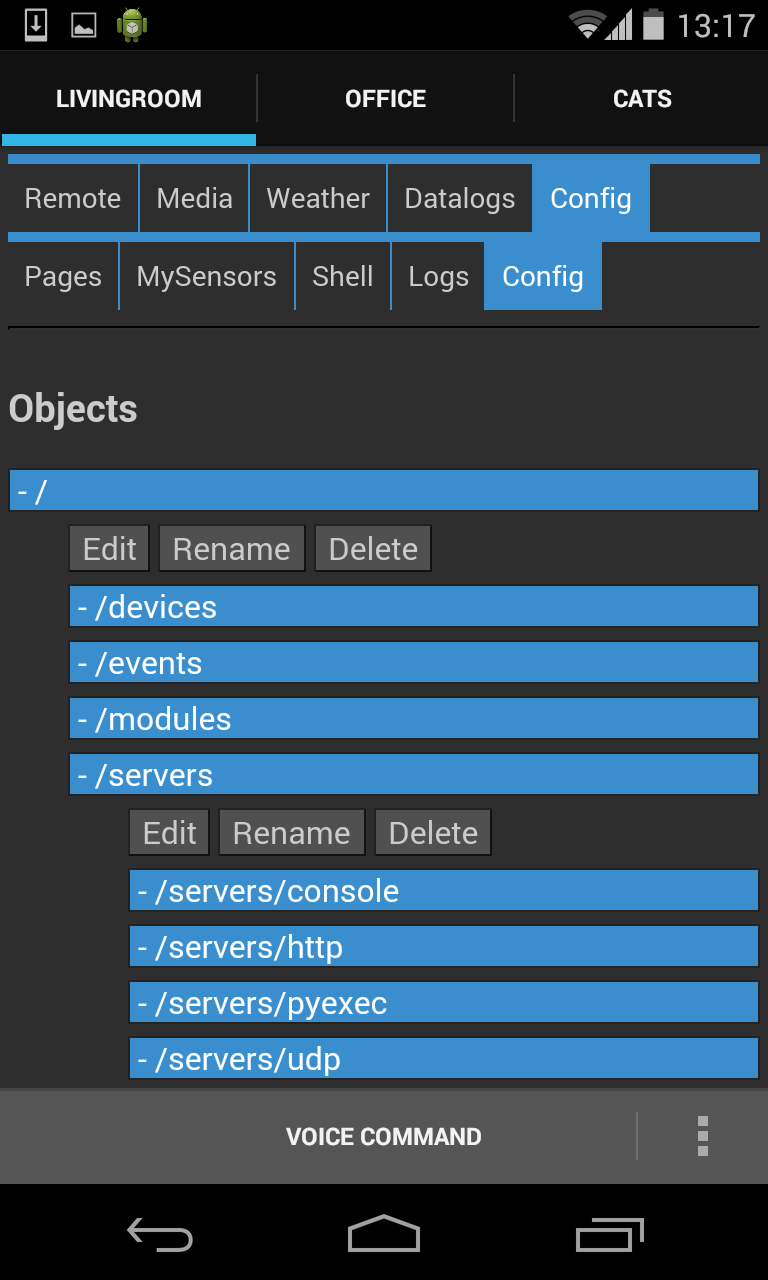 13:17
LIVINGROOM OFFICE CATS
Remote Media Weather Datalogs Config
Pages MySensors Shell Logs Config
Objects
- /
Edit Rename Delete
- /devices
- /events
- /modules
- /servers
Edit Rename Delete
- /servers/console
- /servers/http
- /servers/pyexec
- /servers/udp
VOICE COMMAND